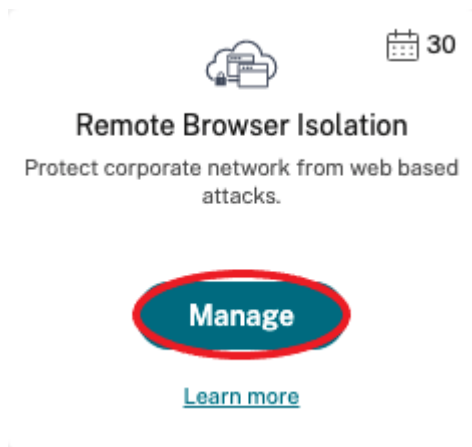 30
Remote Browser Isolation
Protect corporate network from web based
attacks.
Manage
Learn more